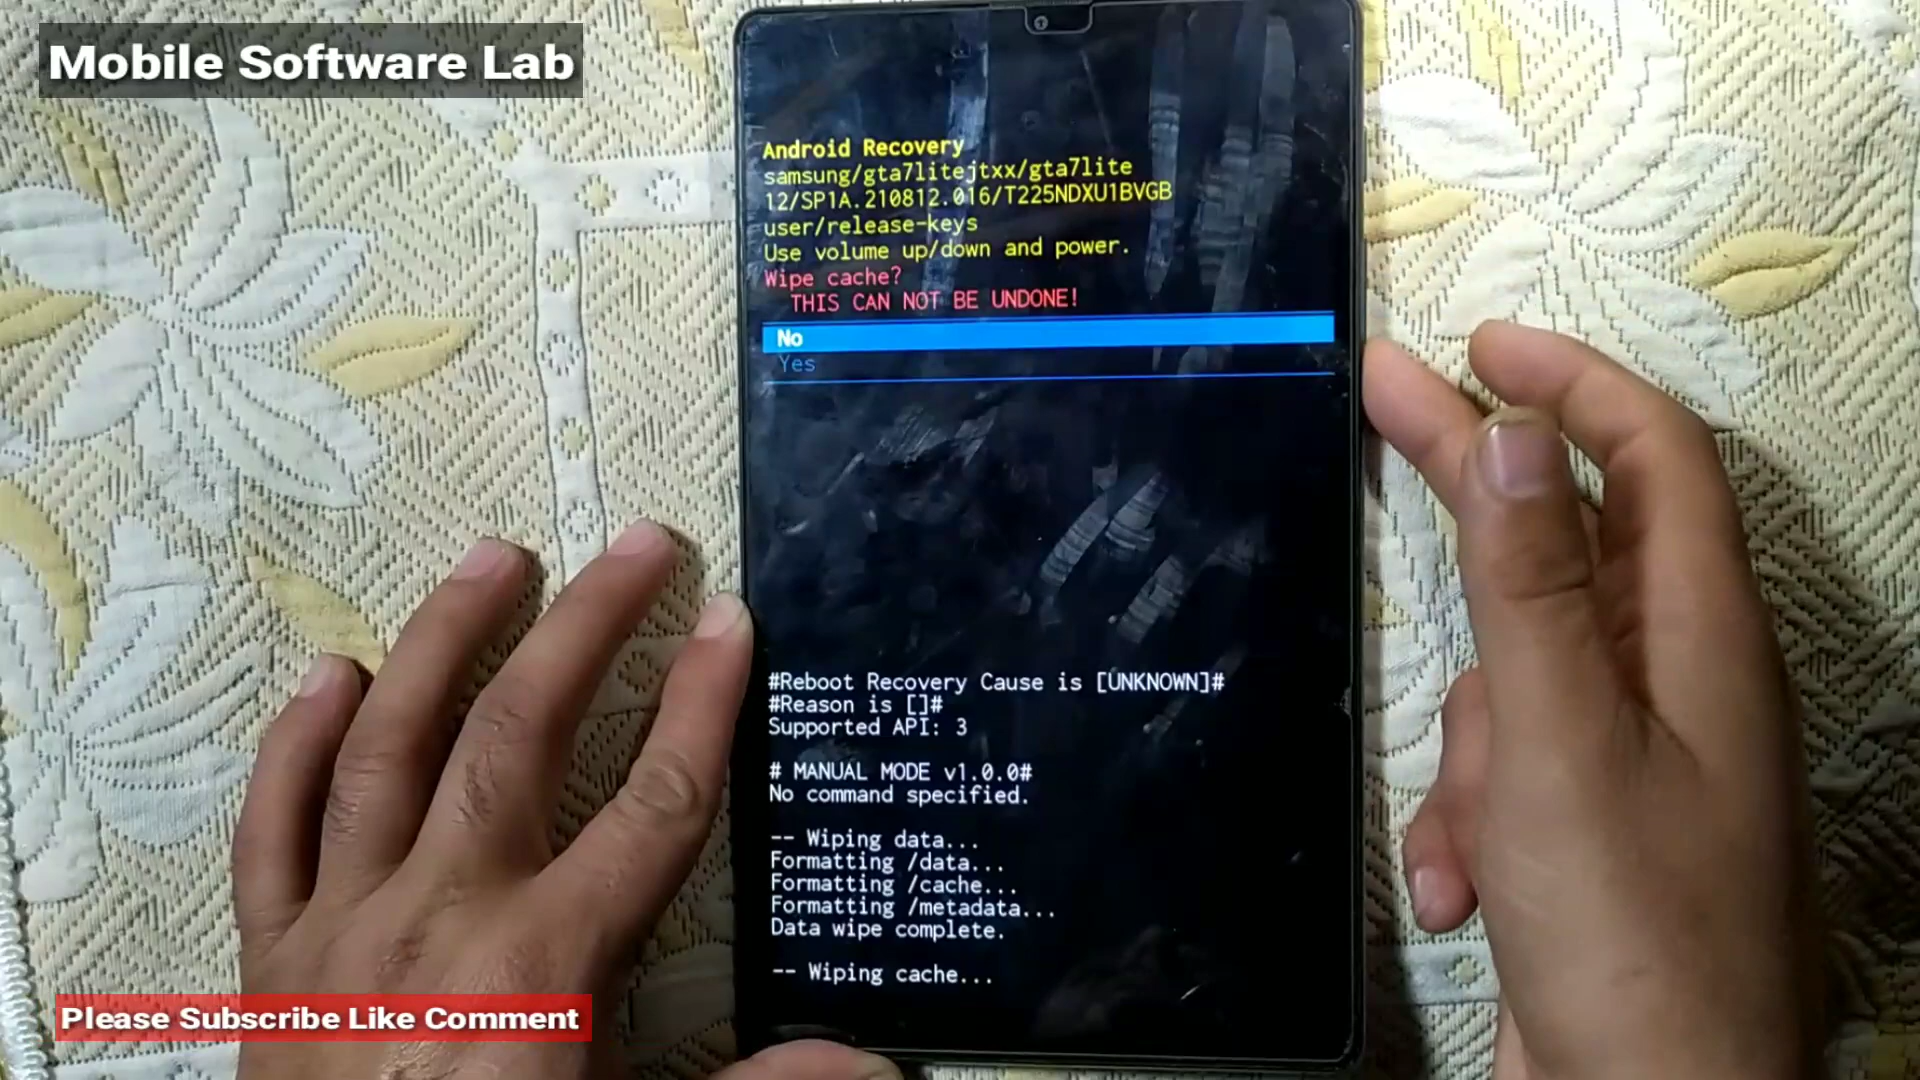 Mobile Software Lab
Android Recovery
samsung/gta7litejtxx/gta7lite
12/SP1A.210812.016/T225NDXU1BVGB
user/release-keys
Use volume up/down and power.
Wipe cache?
THIS CAN NOT BE UNDONE!
No
Yes
#Reboot Recovery Cause is [UNKNOWN]#
#Reason is []#
Supported API: 3
# MANUAL MODE v1.0.0#
No command specified.
-- Wiping data...
Formatting /data...
Formatting /cache...
Formatting /metadata...
Data wipe complete.
-- Wiping cache...
Please Subscribe Like Comment